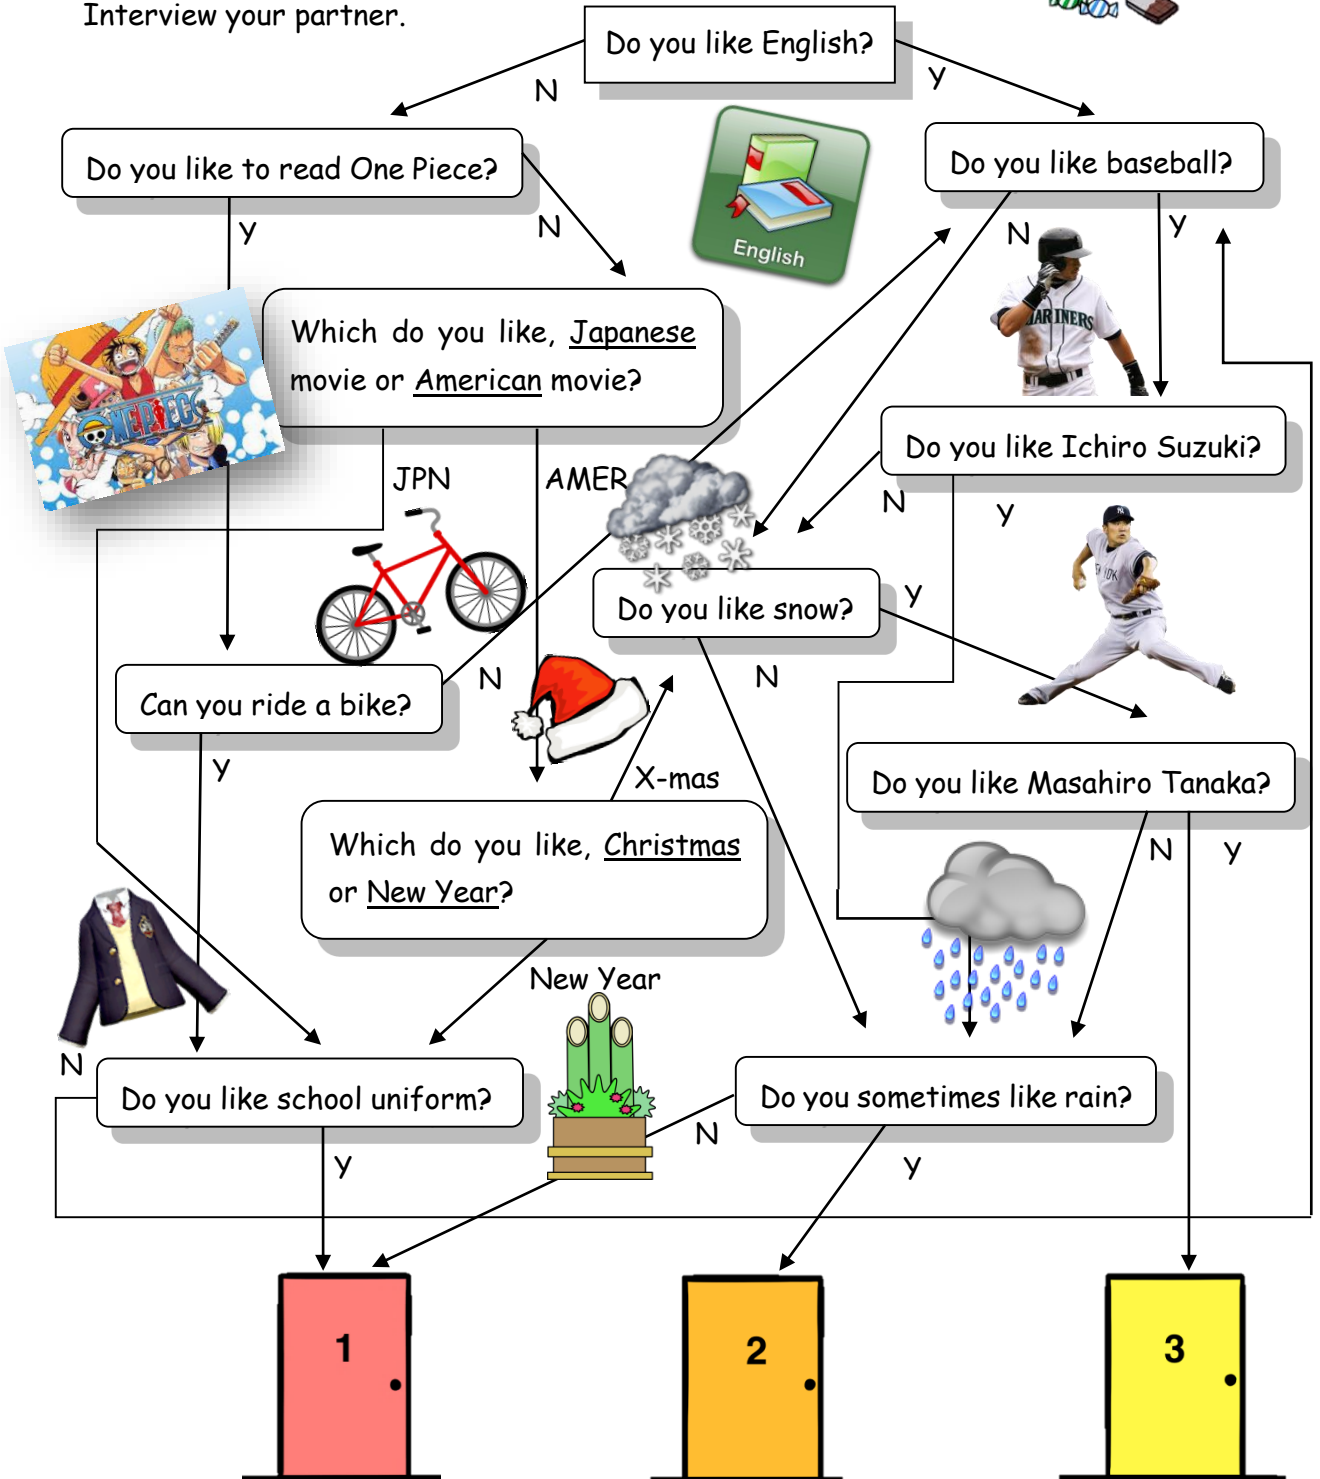 Interview your partner.
Do you like English?
N
Y
Do you like to read One Piece?
Do you like baseball?
Y
N
English
N
Y
MARINERS
Which do you like, Japanese
movie or American movie?
ONE PIECE
Do you like Ichiro Suzuki?
JPN
AMER
N
Y
Do you like snow?
Y
N
N
Can you ride a bike?
Y
X-mas
Do you like Masahiro Tanaka?
N
Y
Which do you like, Christmas
or New Year?
New Year
N
Do you like school uniform?
Do you sometimes like rain?
N
Y
Y
1
2
3